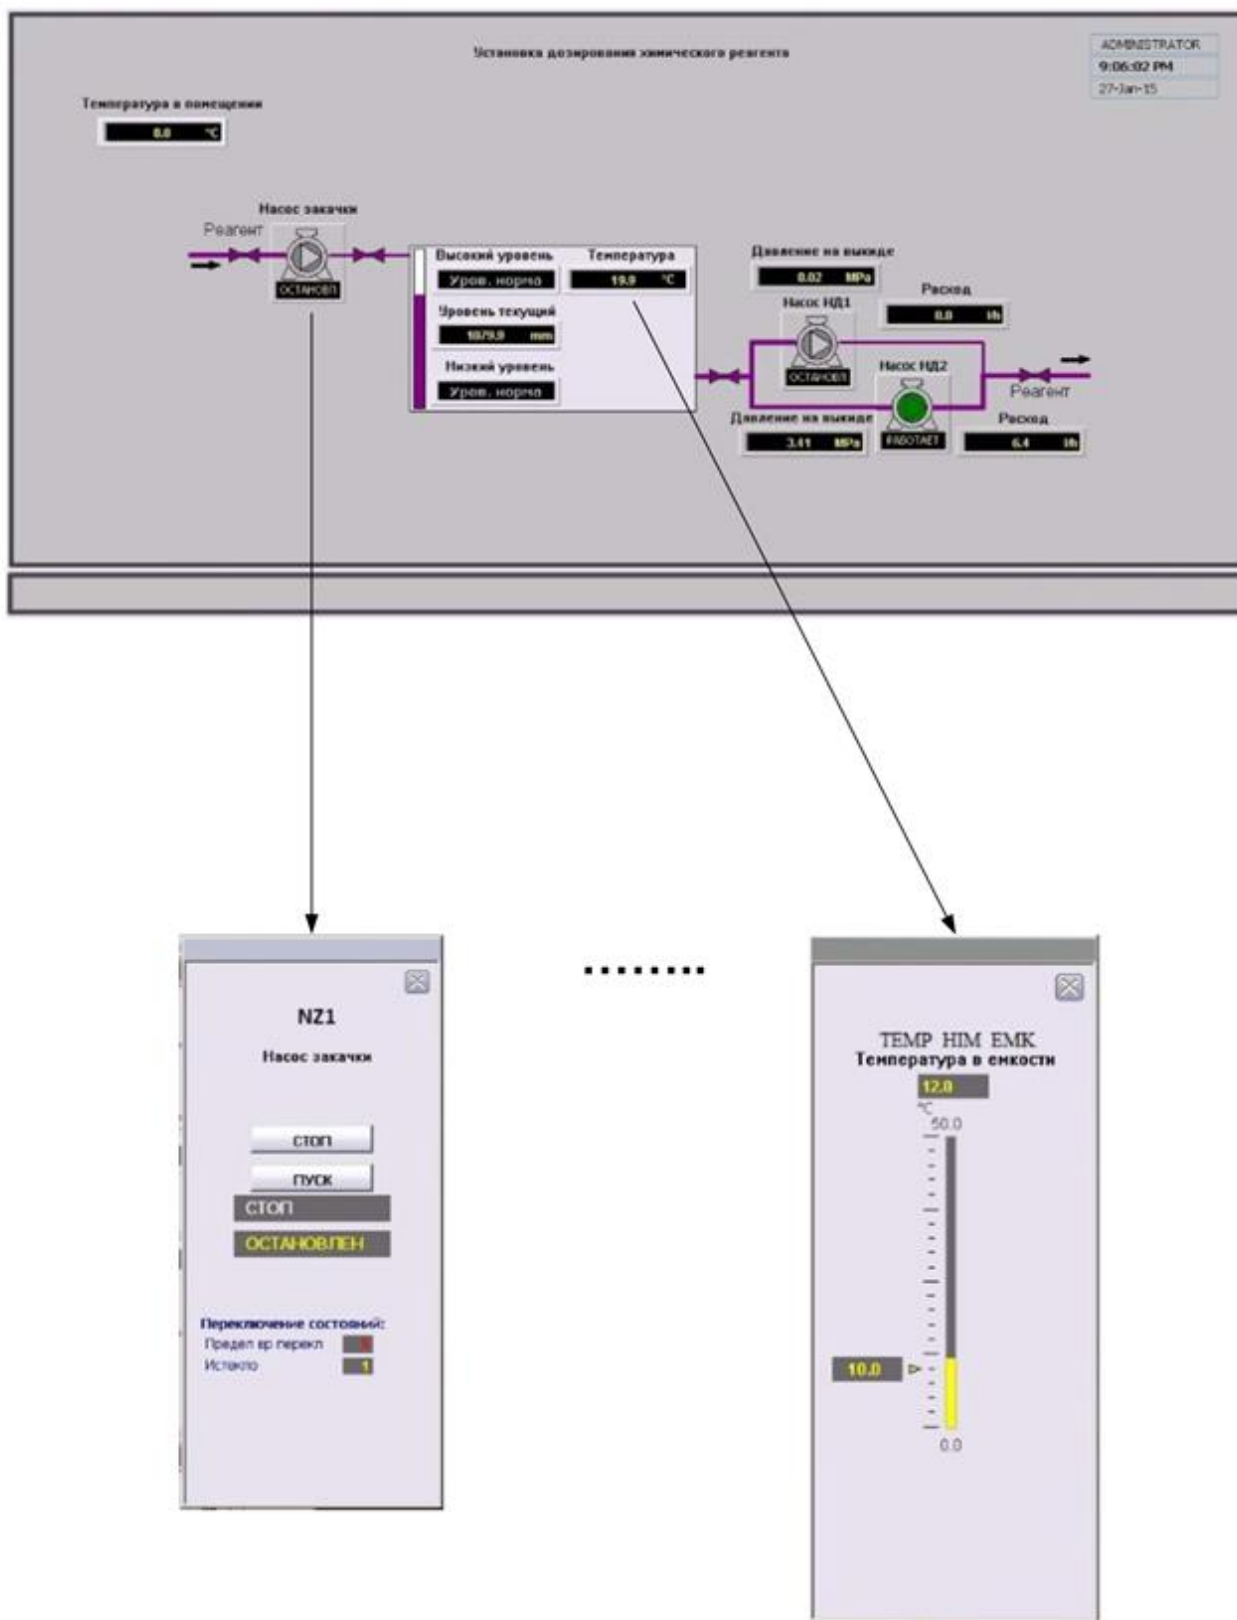 Установка дозирования химического реагента
ADMINISTRATOR
9:06:02 PM
27-Jan-15
Температура в помещении
0.0 °C
Насос закачки
Реагент
ОСТАНОВЛ
Высокий уровень
Уров. норма
Температура
19.9 °C
Уровень текущий
1079.9 mm
Низкий уровень
Уров. норма
Давление на выкиде
0.02 MPa
Расход
0.0 l/h
Насос НД1
ОСТАНОВЛ
Насос НД2
РАБОТАЕТ
Реагент
Давление на выкиде
3.41 MPa
Расход
6.4 l/h
NZ1
Насос закачки
СТОП
ПУСК
СТОП
ОСТАНОВЛЕН
Переключение состояний:
Предел вр перекл
Истекло 1
TEMP HIM EMK
Температура в емкости
12.0
°C
50.0
10.0
0.0